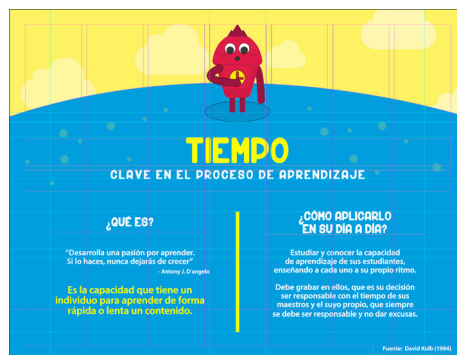 TIEMPO
CLAVE EN EL PROCESO DE APRENDIZAJE
¿QUÉ ES?
"Desarrolla una pasión por aprender.
Si lo haces, nunca dejarás de crecer"
- Antony J. D'angelo
Es la capacidad que tiene un
individuo para aprender de forma
rápida o lenta un contenido.
¿CÓMO APLICARLO
EN SU DÍA A DÍA?
Estudiar y conocer la capacidad
de aprendizaje de sus estudiantes,
enseñando a cada uno a su propio ritmo.
Debe grabar en ellos, que es su decisión
ser responsable con el tiempo de sus
maestros y el suyo propio, que siempre
se debe ser responsable y no dar excusas.
Fuente: David Kolb (1984)